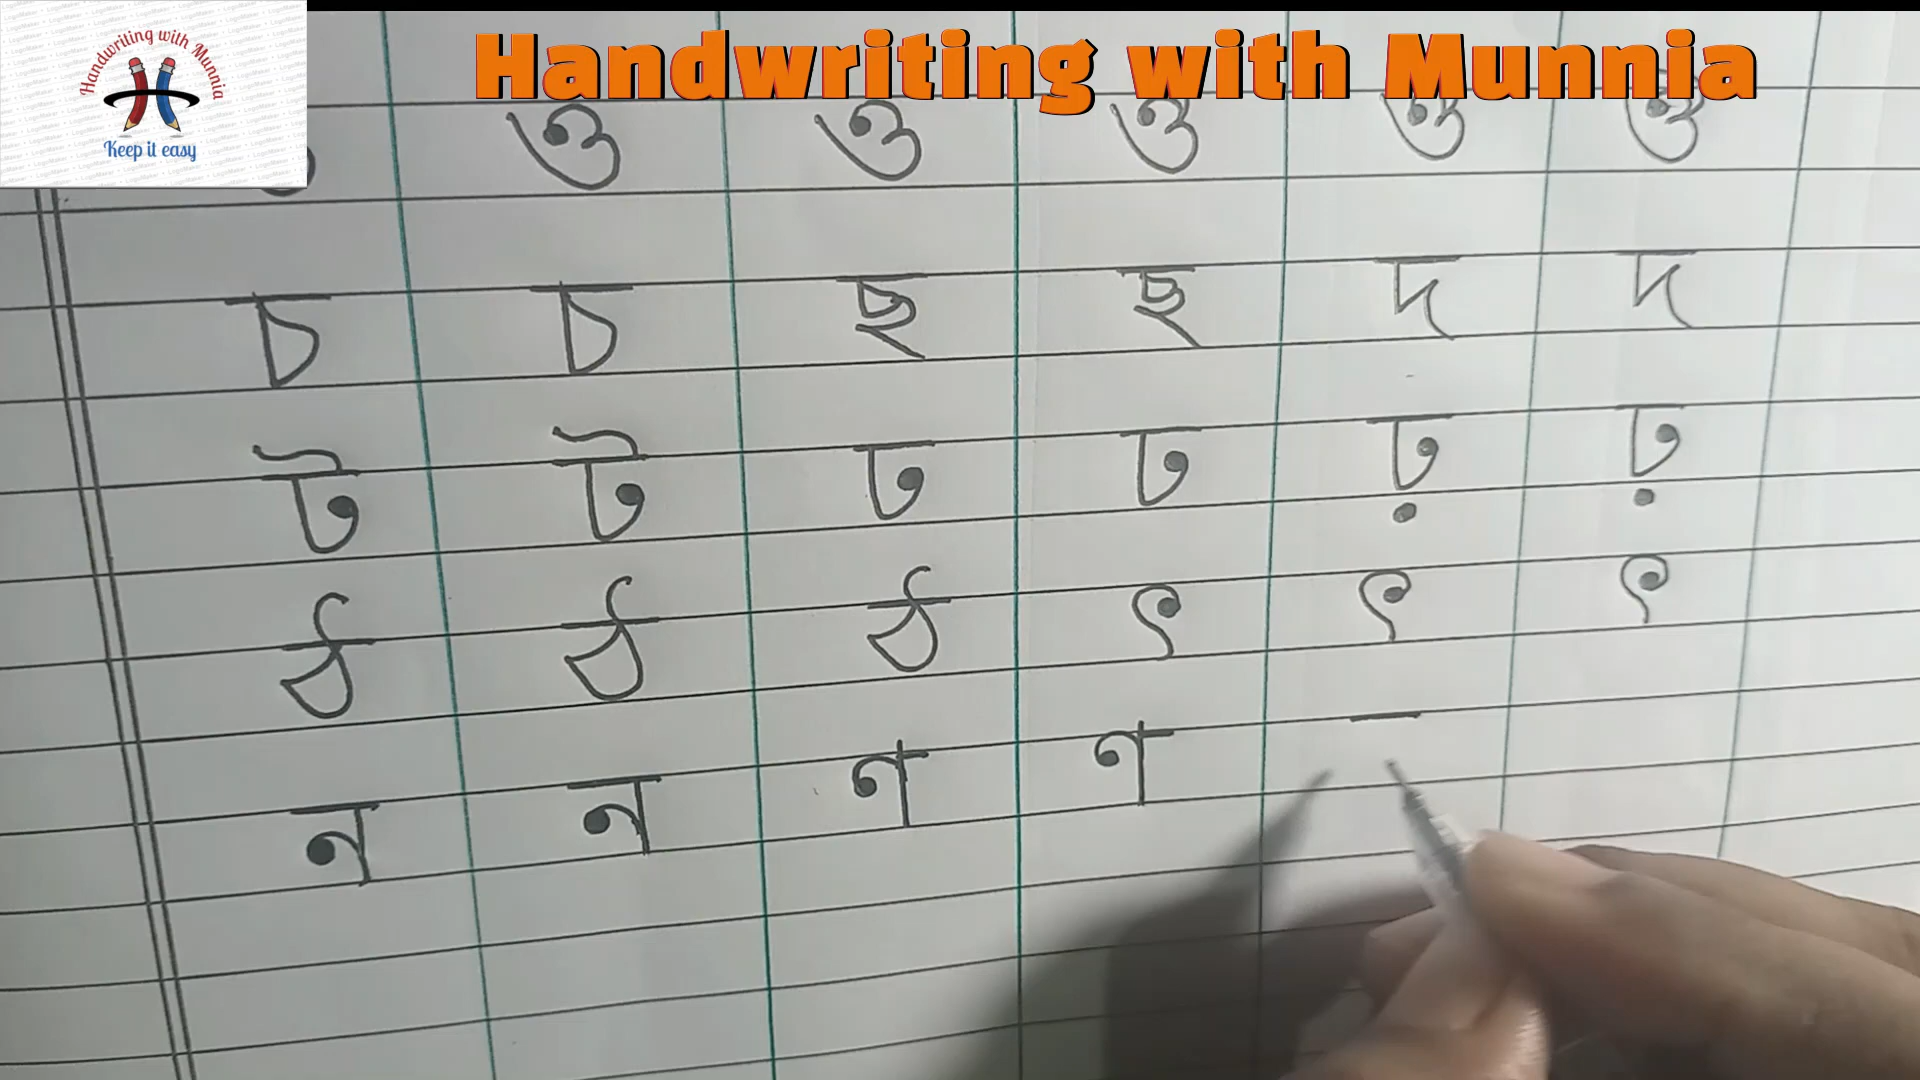 Handwriting with Munnia
Handwriting with Munnia
Keep it easy
ও ও ও ও ও
চ চ ছ ছ দ দ
ট ট ঢ ঢ ঢ় ঢ়
ঠ ঠ ঠ ৎ ৎ ৎ
ন ন ণ ণ